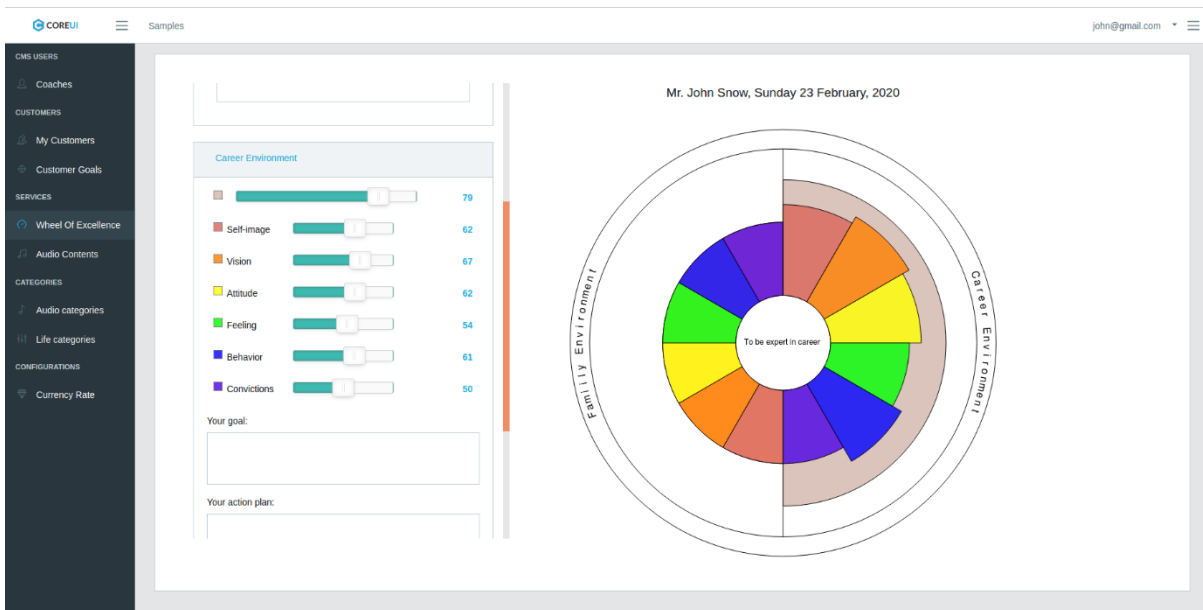 COREUI
Samples
john@gmail.com
CMS USERS
Coaches
CUSTOMERS
My Customers
Customer Goals
SERVICES
Wheel Of Excellence
Audio Contents
CATEGORIES
Audio categories
Life categories
CONFIGURATIONS
Currency Rate
Career Environment
79
Self-image 62
Vision 67
Attitude 62
Feeling 54
Behavior 61
Convictions 50
Your goal:
Your action plan:
Mr. John Snow, Sunday 23 February, 2020
Family Environment
Career Environment
To be expert in career